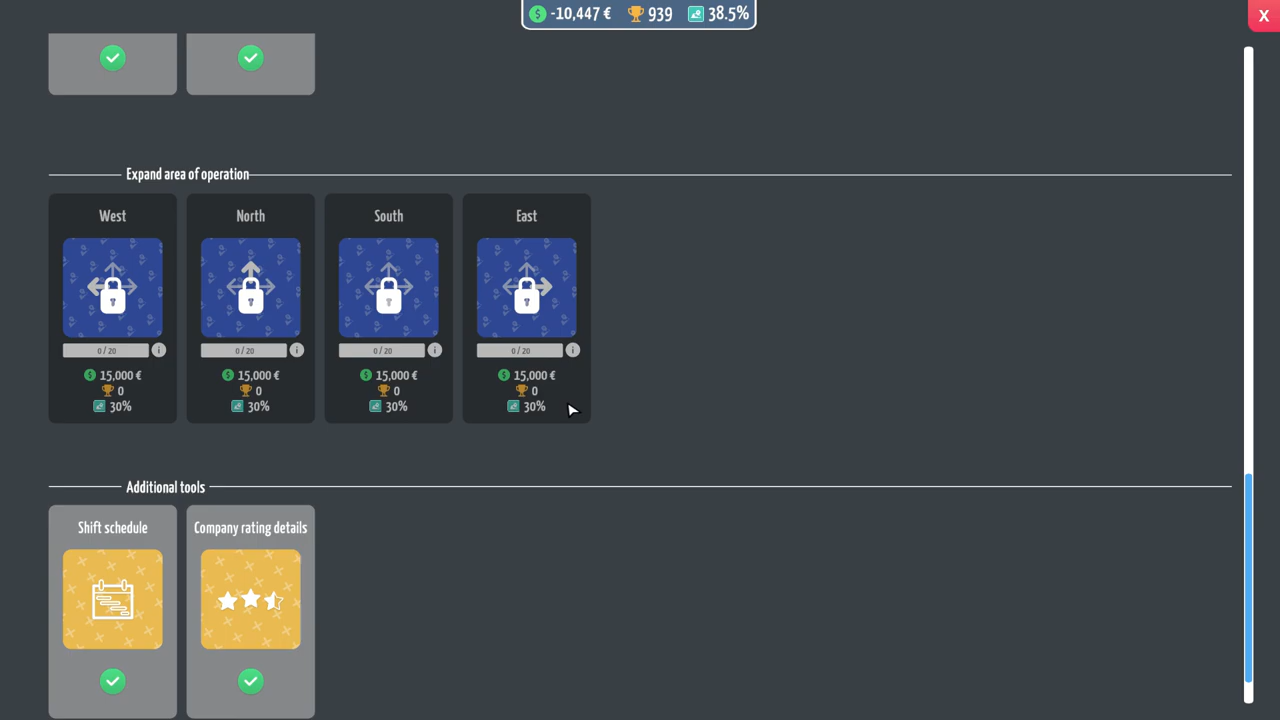 -10,447 € 939 38.5%
X
Expand area of operation
West North South East
0 / 20 i 0 / 20 i 0 / 20 i 0 / 20 i
$ 15,000 € $ 15,000 € $ 15,000 € $ 15,000 €
0 0 0 0
30% 30% 30% 30%
Additional tools
Shift schedule Company rating details